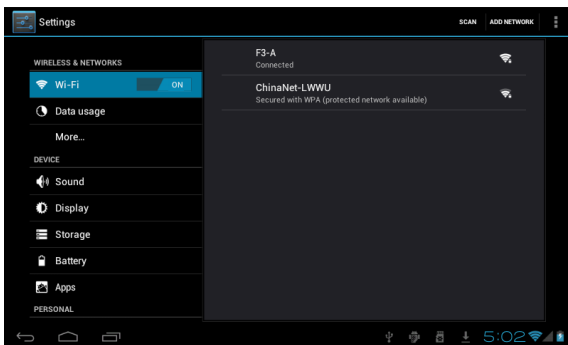 Settings
SCAN ADD NETWORK
WIRELESS & NETWORKS
Wi-Fi ON
Data usage
More...
DEVICE
Sound
Display
Storage
Battery
Apps
PERSONAL
F3-A
Connected
ChinaNet-LWWU
Secured with WPA (protected network available)
5:02